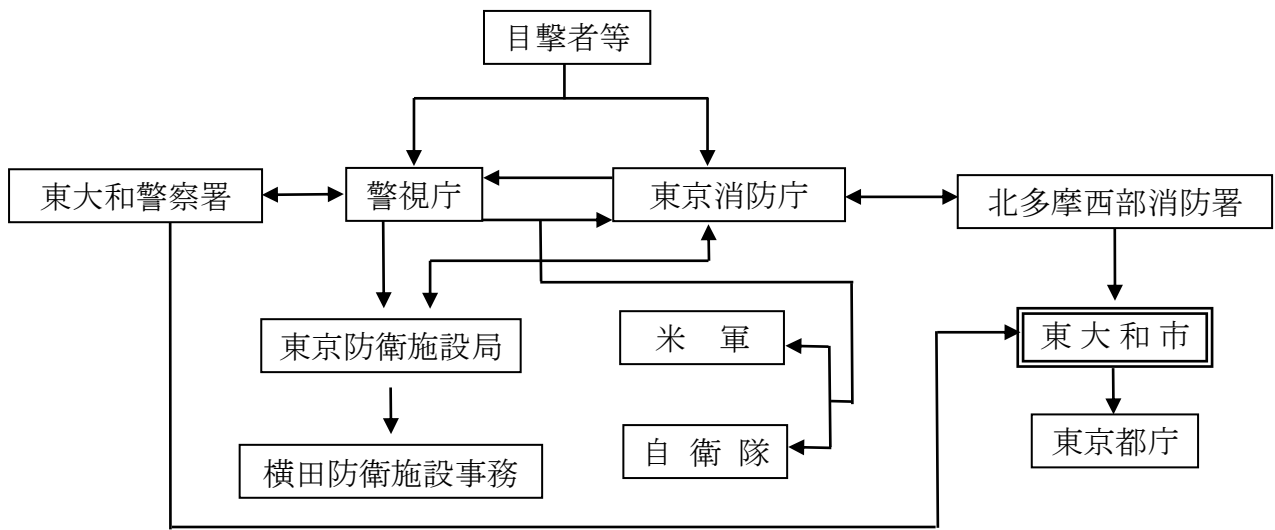 目撃者等
東大和警察署
警視庁
東京消防庁
北多摩西部消防署
東京防衛施設局
米 軍
東 大 和 市
横田防衛施設事務
自 衛 隊
東京都庁